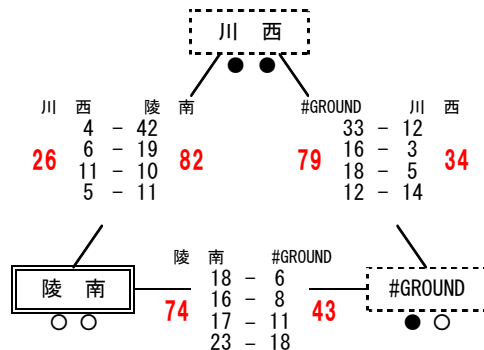 川 西
● ●
川 西 陵 南
4 - 42
26 6 - 19 82
11 - 10
5 - 11
#GROUND 川 西
33 - 12
79 16 - 3 34
18 - 5
12 - 14
陵 南 #GROUND
18 - 6
74 16 - 8 43
17 - 11
23 - 18
陵 南
○ ○
#GROUND
● ○